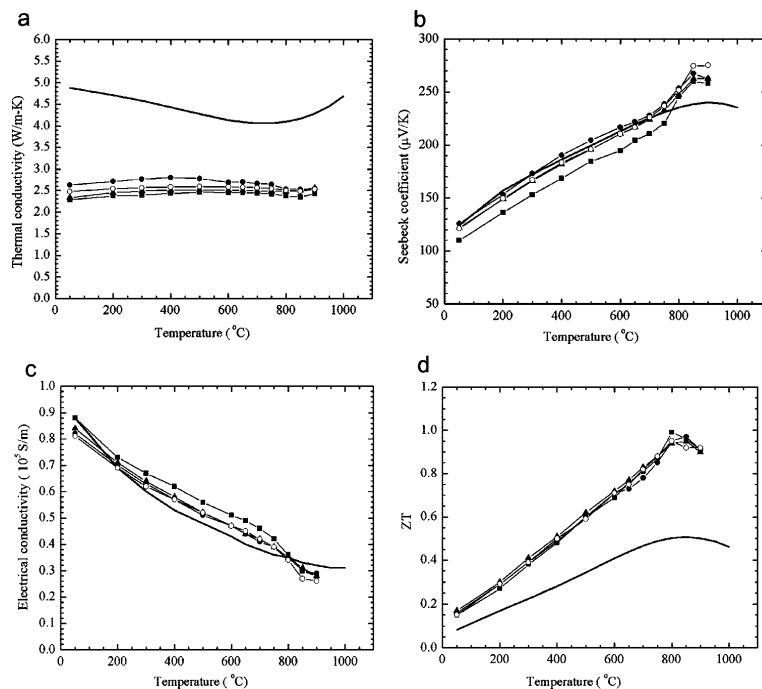 a
b
6.0
5.5
5.0
4.5
4.0
3.5
3.0
2.5
2.0
1.5
1.0
0.5
0.0
Thermal conductivity (W/m-K)
0 200 400 600 800 1000
Temperature ( °C)
300
250
200
150
100
50
Seebeck coefficient (μV/K)
0 200 400 600 800 1000
Temperature ( °C)
c
d
1.0
0.9
0.8
0.7
0.6
0.5
0.4
0.3
0.2
0.1
0.0
Electrical conductivity ( 10⁵ S/m)
0 200 400 600 800 1000
Temperature ( °C)
1.2
1.0
0.8
0.6
0.4
0.2
0.0
ZT
0 200 400 600 800 1000
Temperature ( °C)